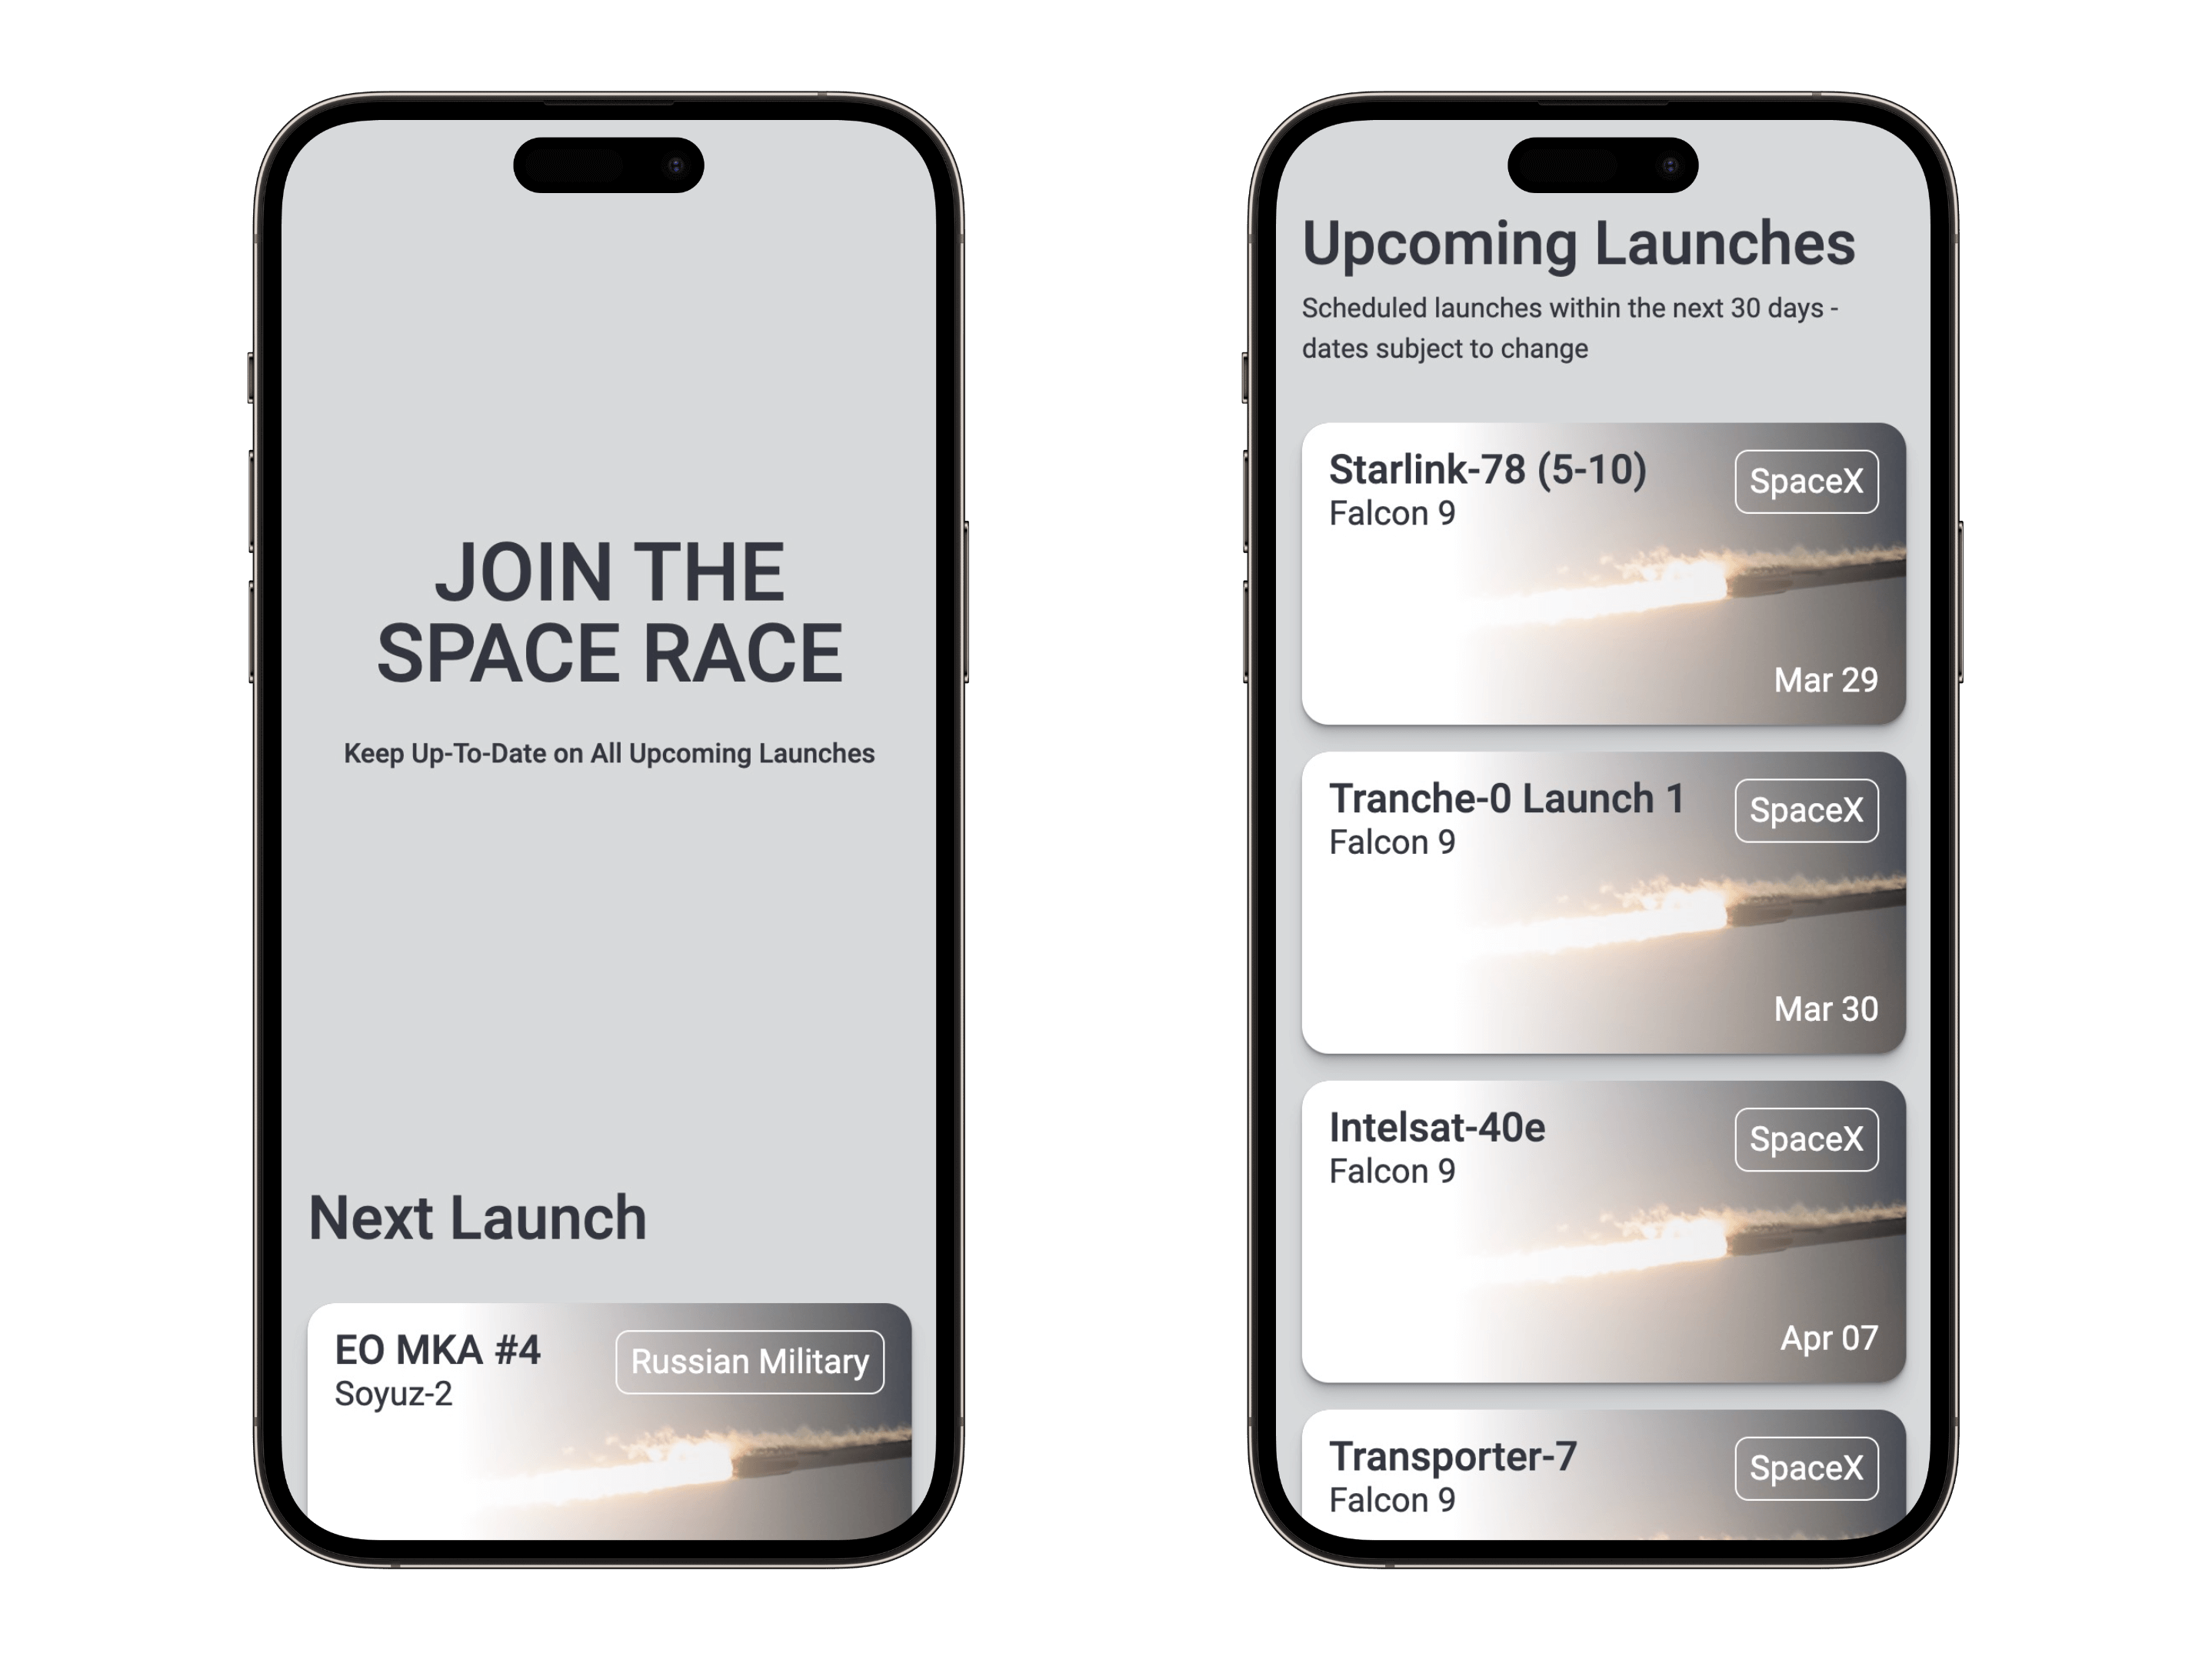 JOIN THE
SPACE RACE
Keep Up-To-Date on All Upcoming Launches
Next Launch
EO MKA #4
Russian Military
Soyuz-2
Upcoming Launches
Scheduled launches within the next 30 days -
dates subject to change
Starlink-78 (5-10)
SpaceX
Falcon 9
Mar 29
Tranche-0 Launch 1
SpaceX
Falcon 9
Mar 30
Intelsat-40e
SpaceX
Falcon 9
Apr 07
Transporter-7
SpaceX
Falcon 9